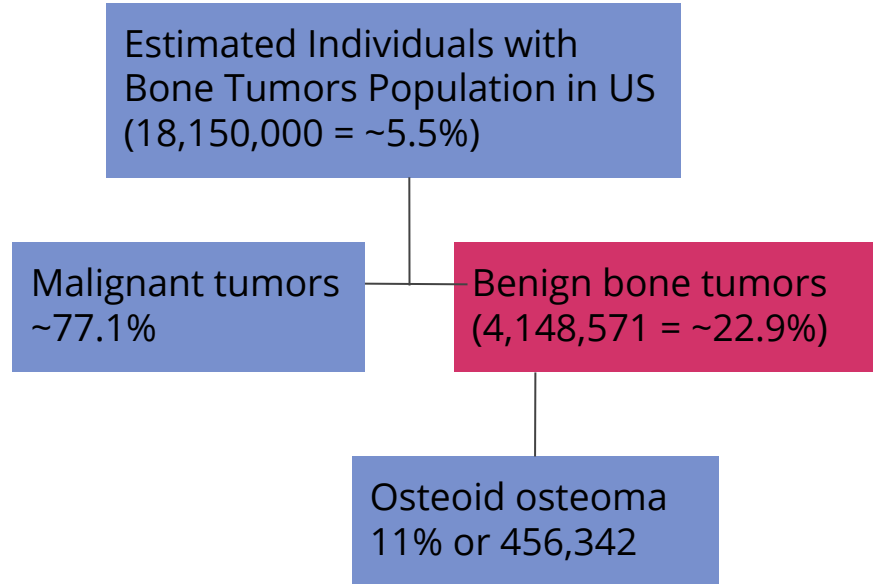 Estimated Individuals with
Bone Tumors Population in US
(18,150,000 = ~5.5%)
Malignant tumors
~77.1%
Benign bone tumors
(4,148,571 = ~22.9%)
Osteoid osteoma
11% or 456,342